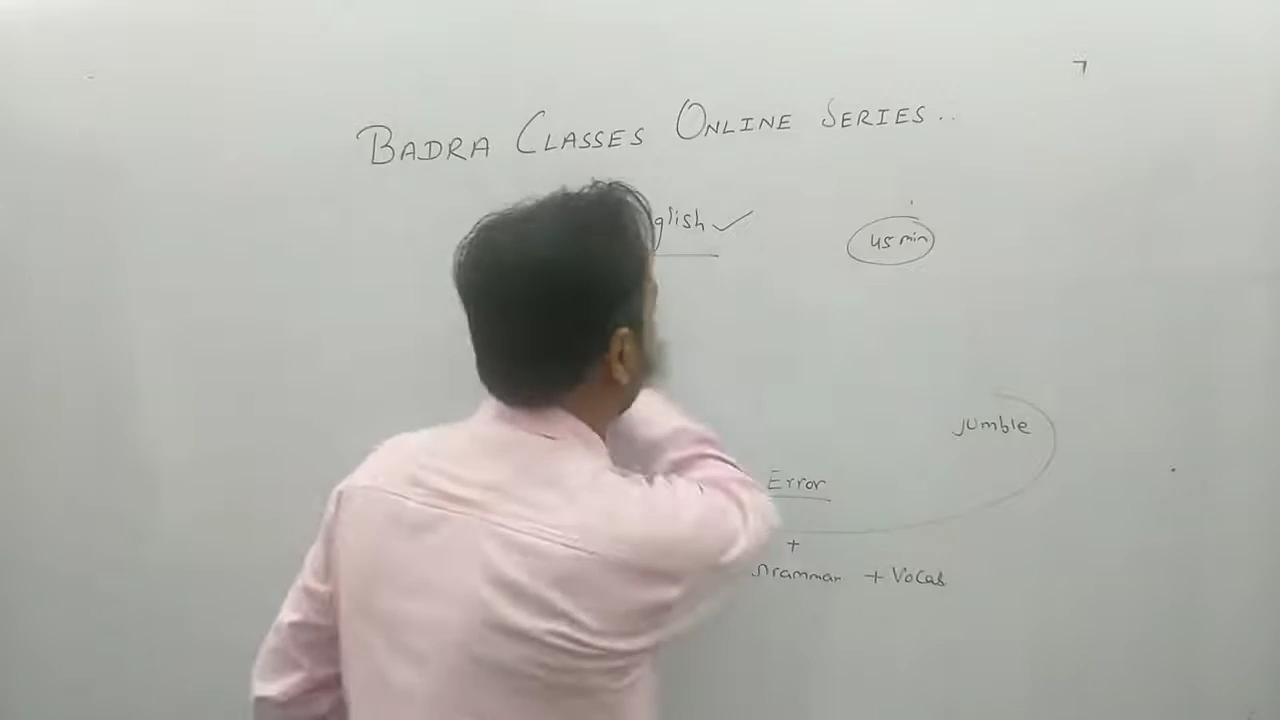 BADRA CLASSES ONLINE SERIES..
glish ✓
45 min
Jumble
Error
+
Grammar + Vocab